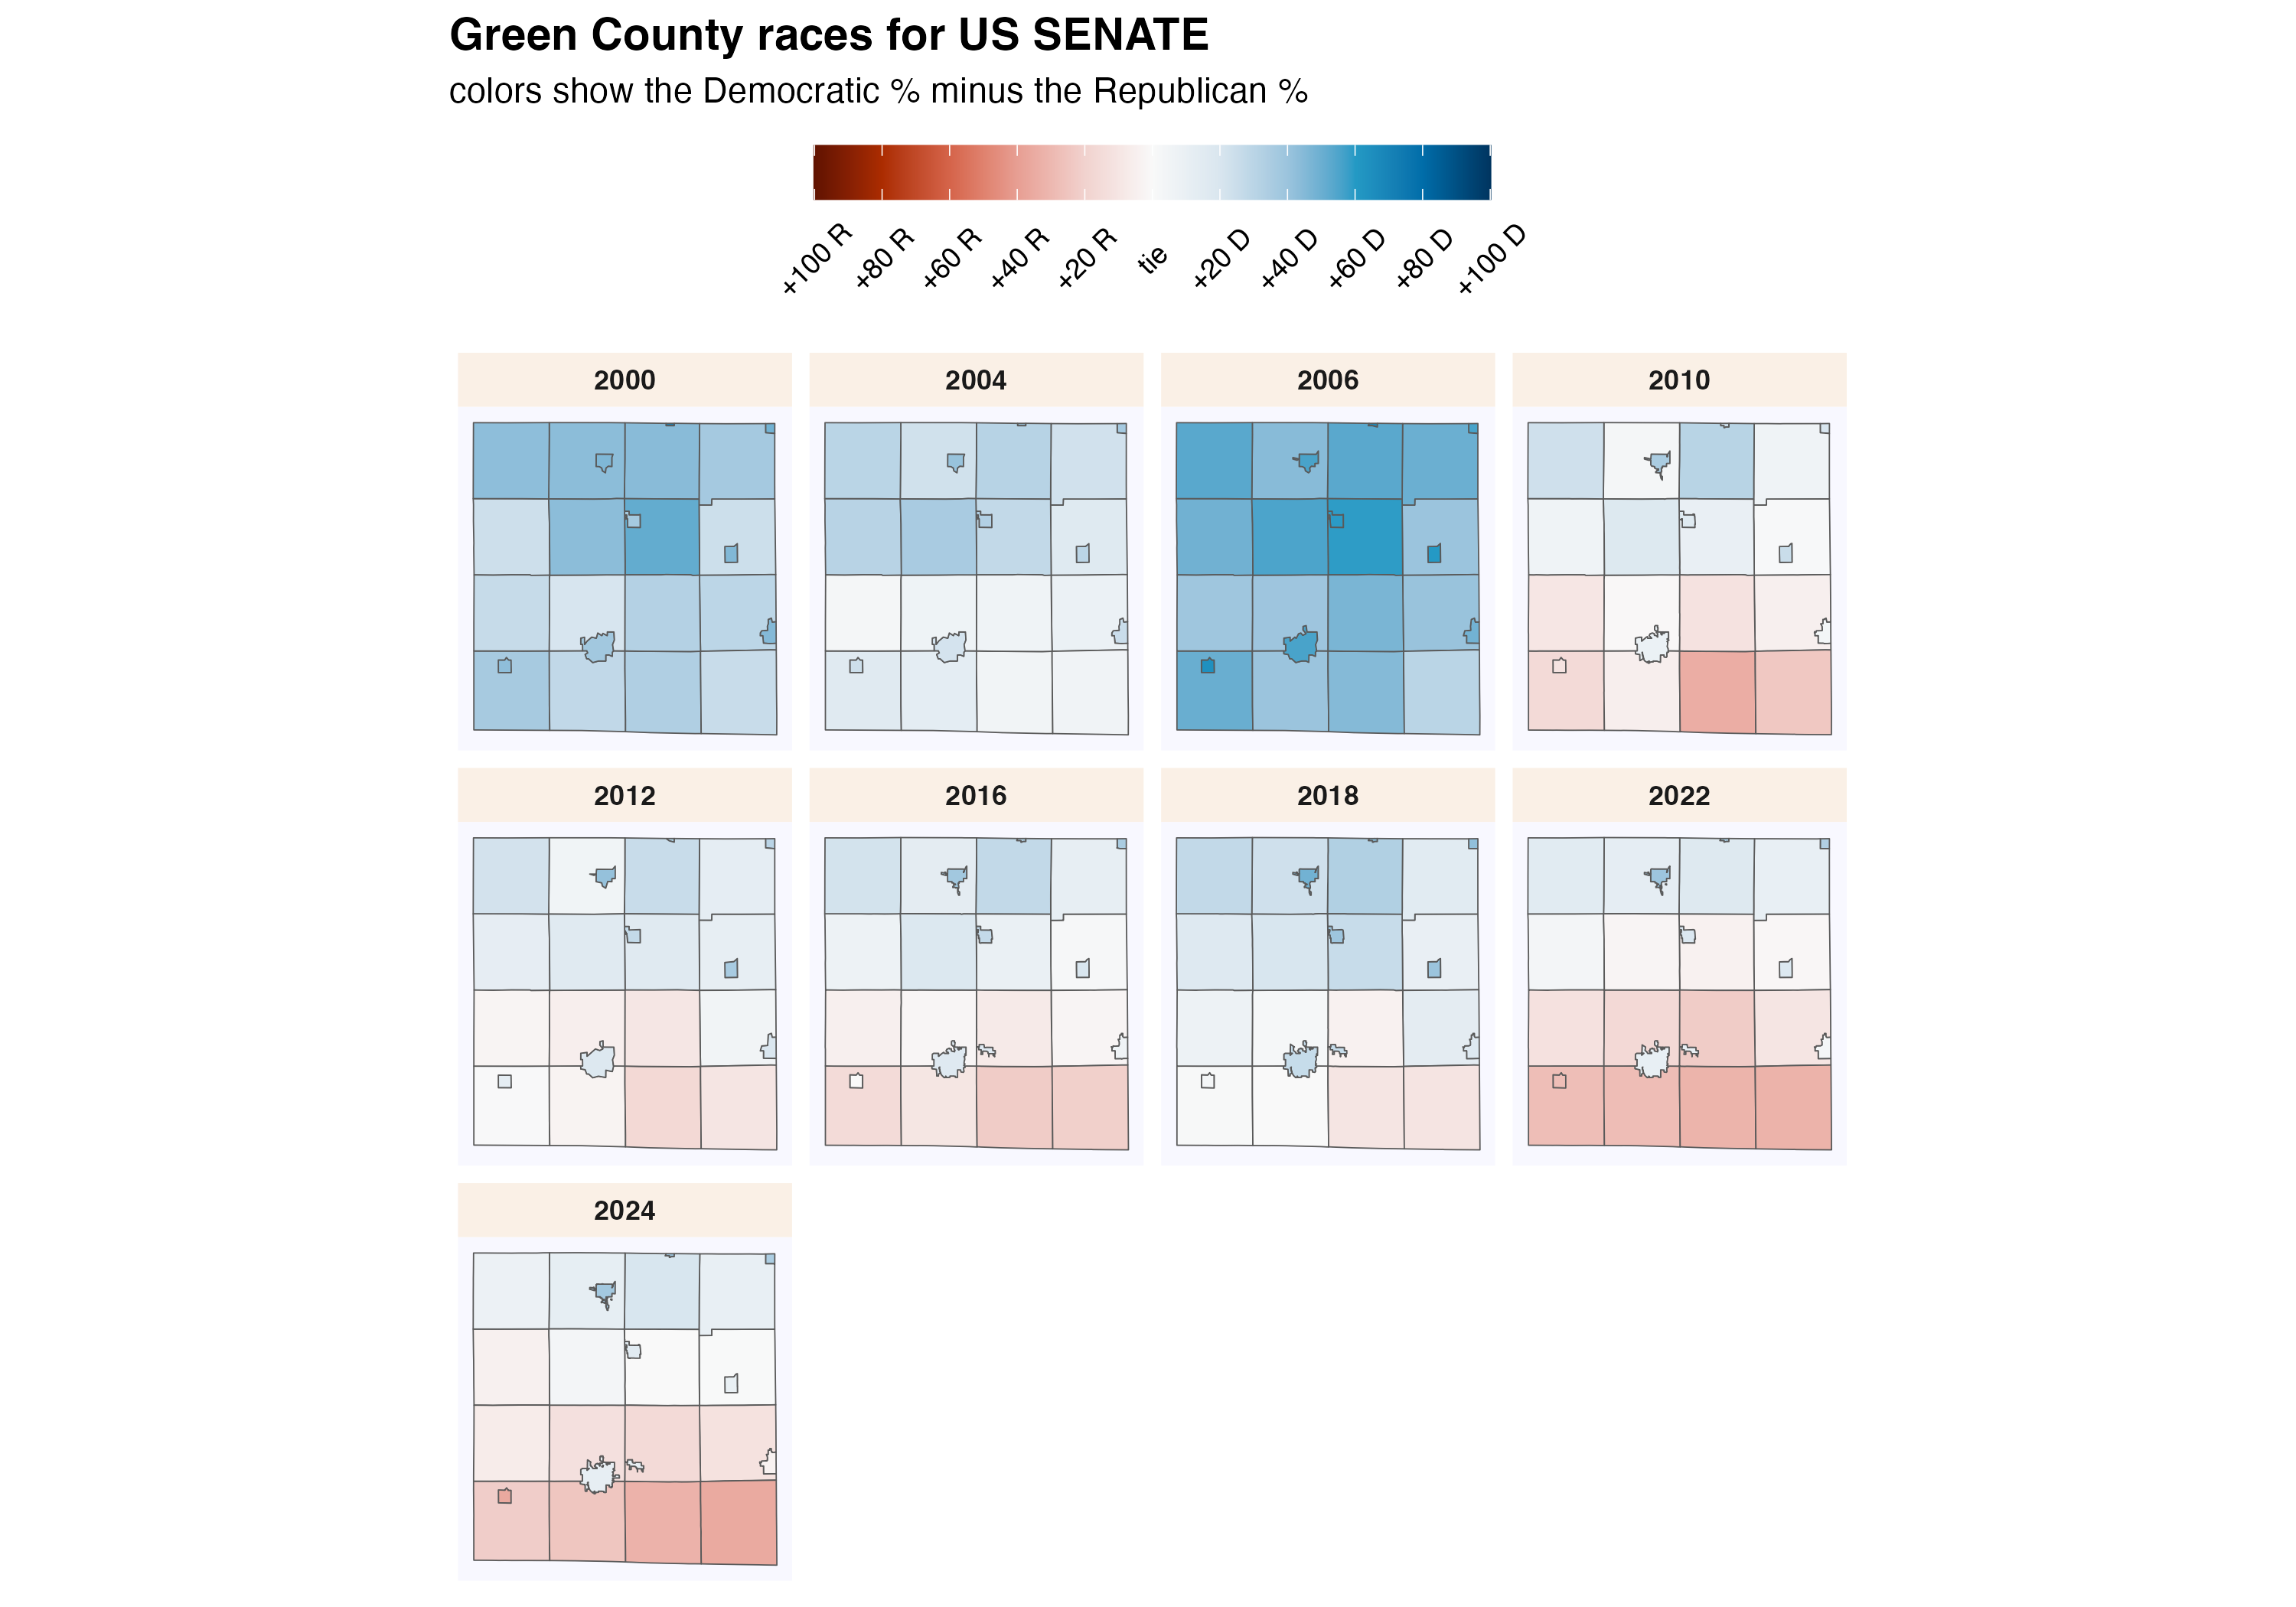 Green County races for US SENATE
colors show the Democratic % minus the Republican %
+100 R
+80 R
+60 R
+40 R
+20 R
tie
+20 D
+40 D
+60 D
+80 D
+100 D
2000
2004
2006
2010
2012
2016
2018
2022
2024